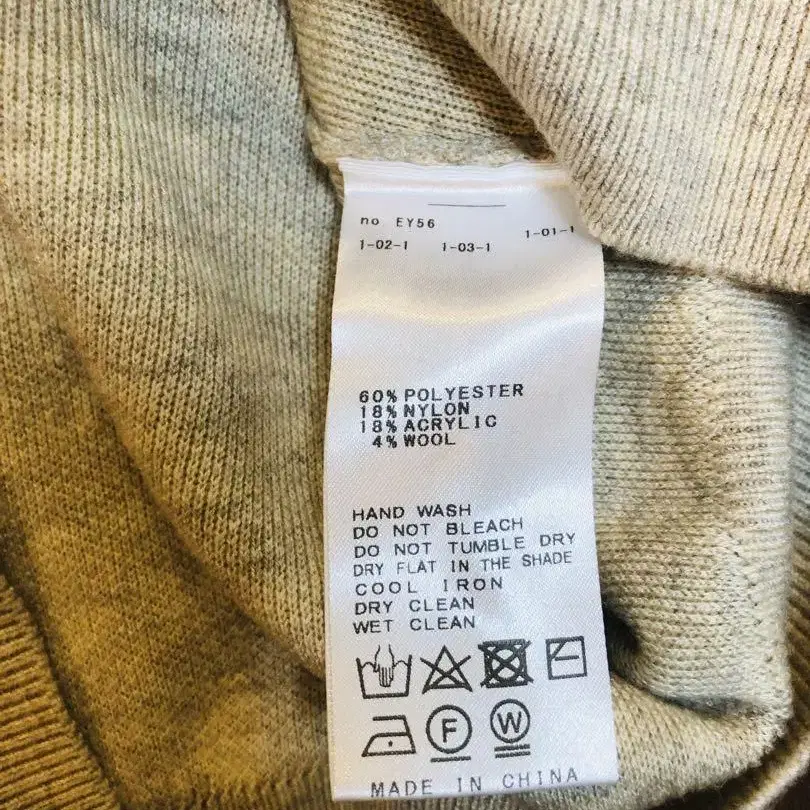 no EY56
1-02-1 1-03-1 1-01-1
60% POLYESTER
18% NYLON
18% ACRYLIC
4% WOOL
HAND WASH
DO NOT BLEACH
DO NOT TUMBLE DRY
DRY FLAT IN THE SHADE
COOL IRON
DRY CLEAN
WET CLEAN
F W
MADE IN CHINA